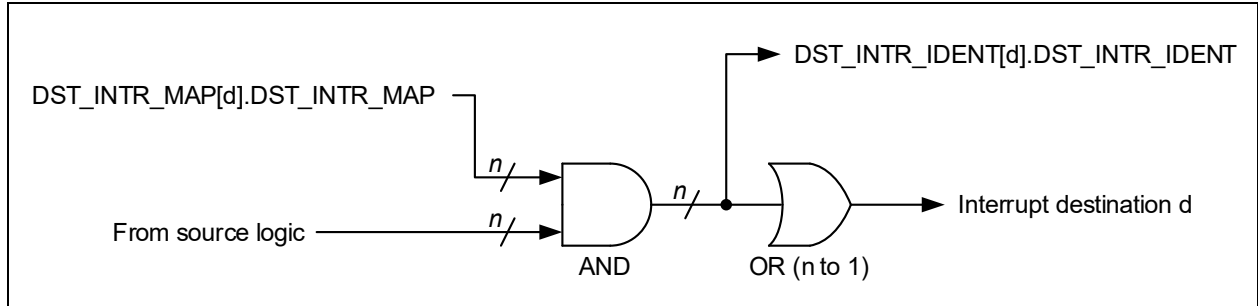 DST_INTR_IDENT[d].DST_INTR_IDENT
DST_INTR_MAP[d].DST_INTR_MAP
n
n
n
From source logic
Interrupt destination d
AND
OR (n to 1)